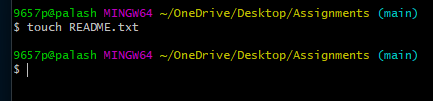 9657p@palash MINGW64 ~/OneDrive/Desktop/Assignments (main)
$ touch README.txt
9657p@palash MINGW64 ~/OneDrive/Desktop/Assignments (main)
$